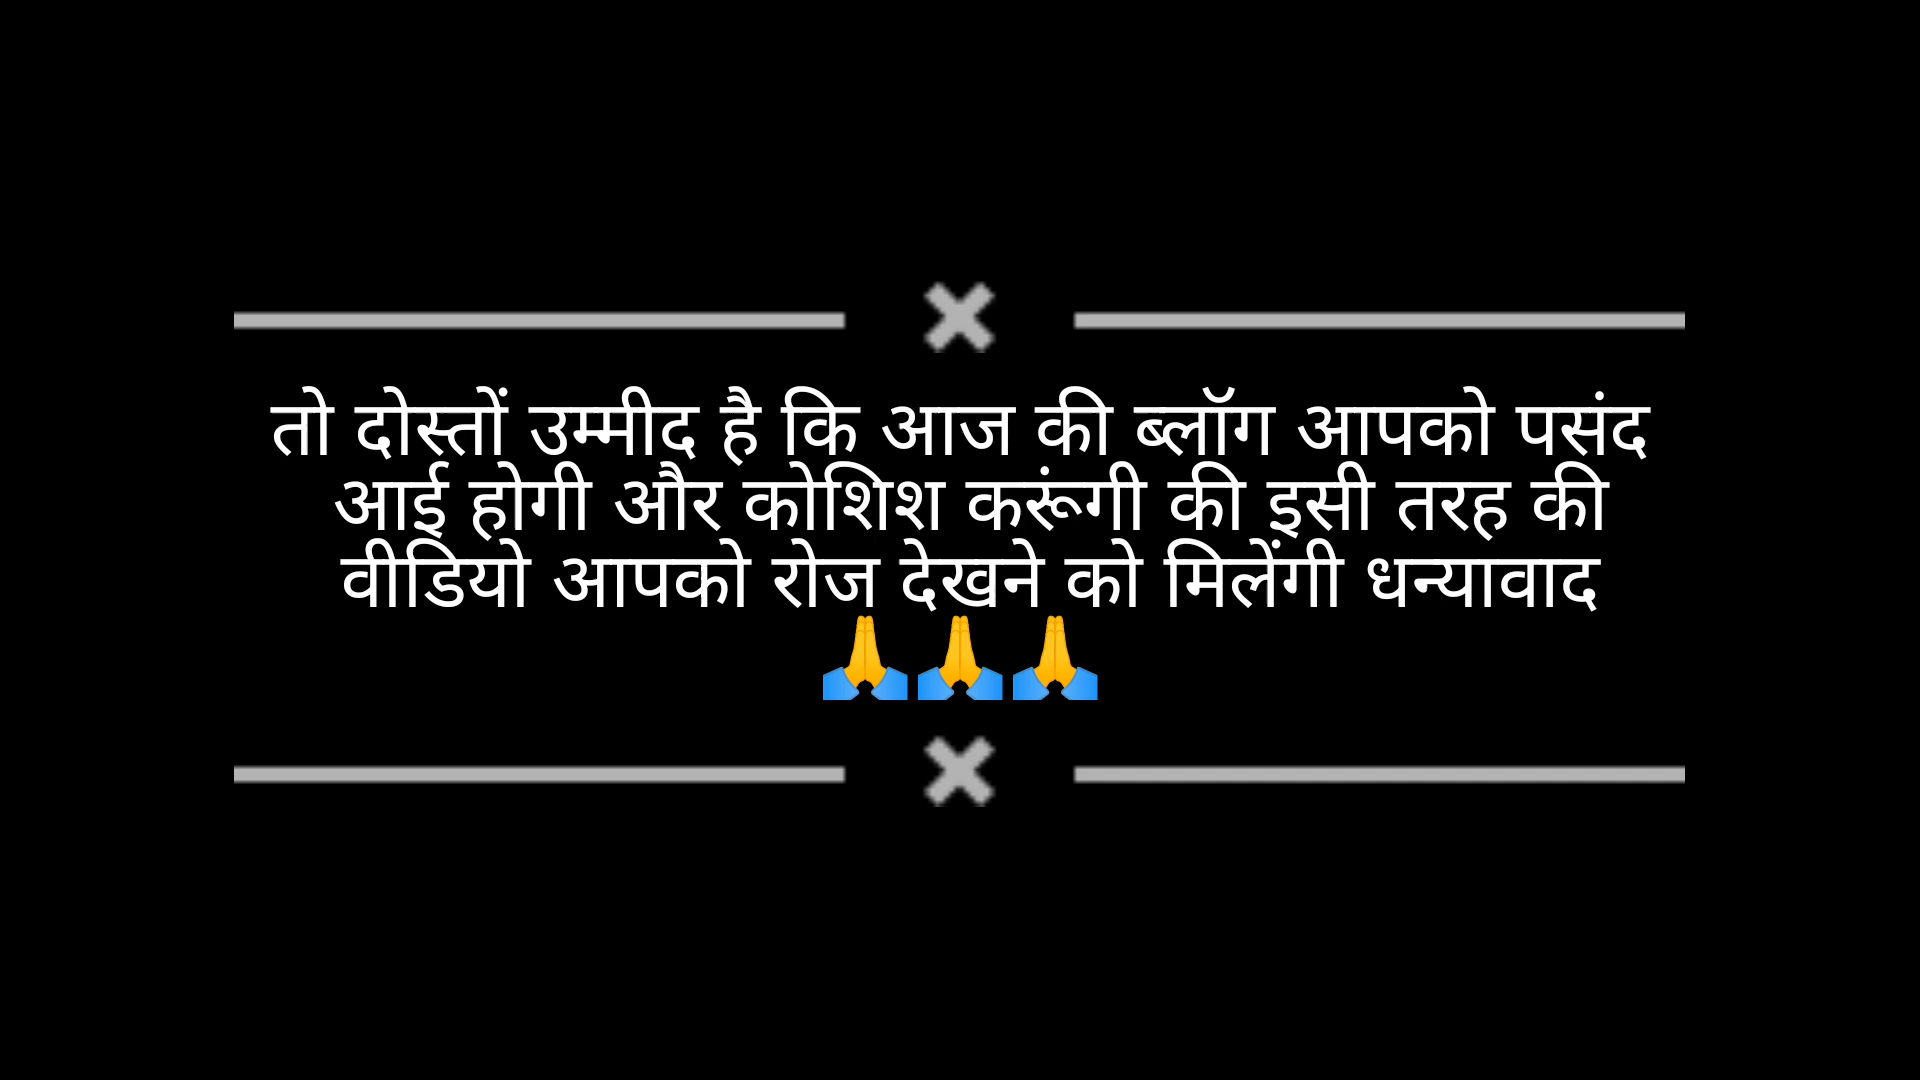 तो दोस्तों उम्मीद है कि आज की ब्लॉग आपको पसंद
आई होगी और कोशिश करूंगी की इसी तरह की
वीडियो आपको रोज देखने को मिलेंगी धन्यावाद
🙏🙏🙏